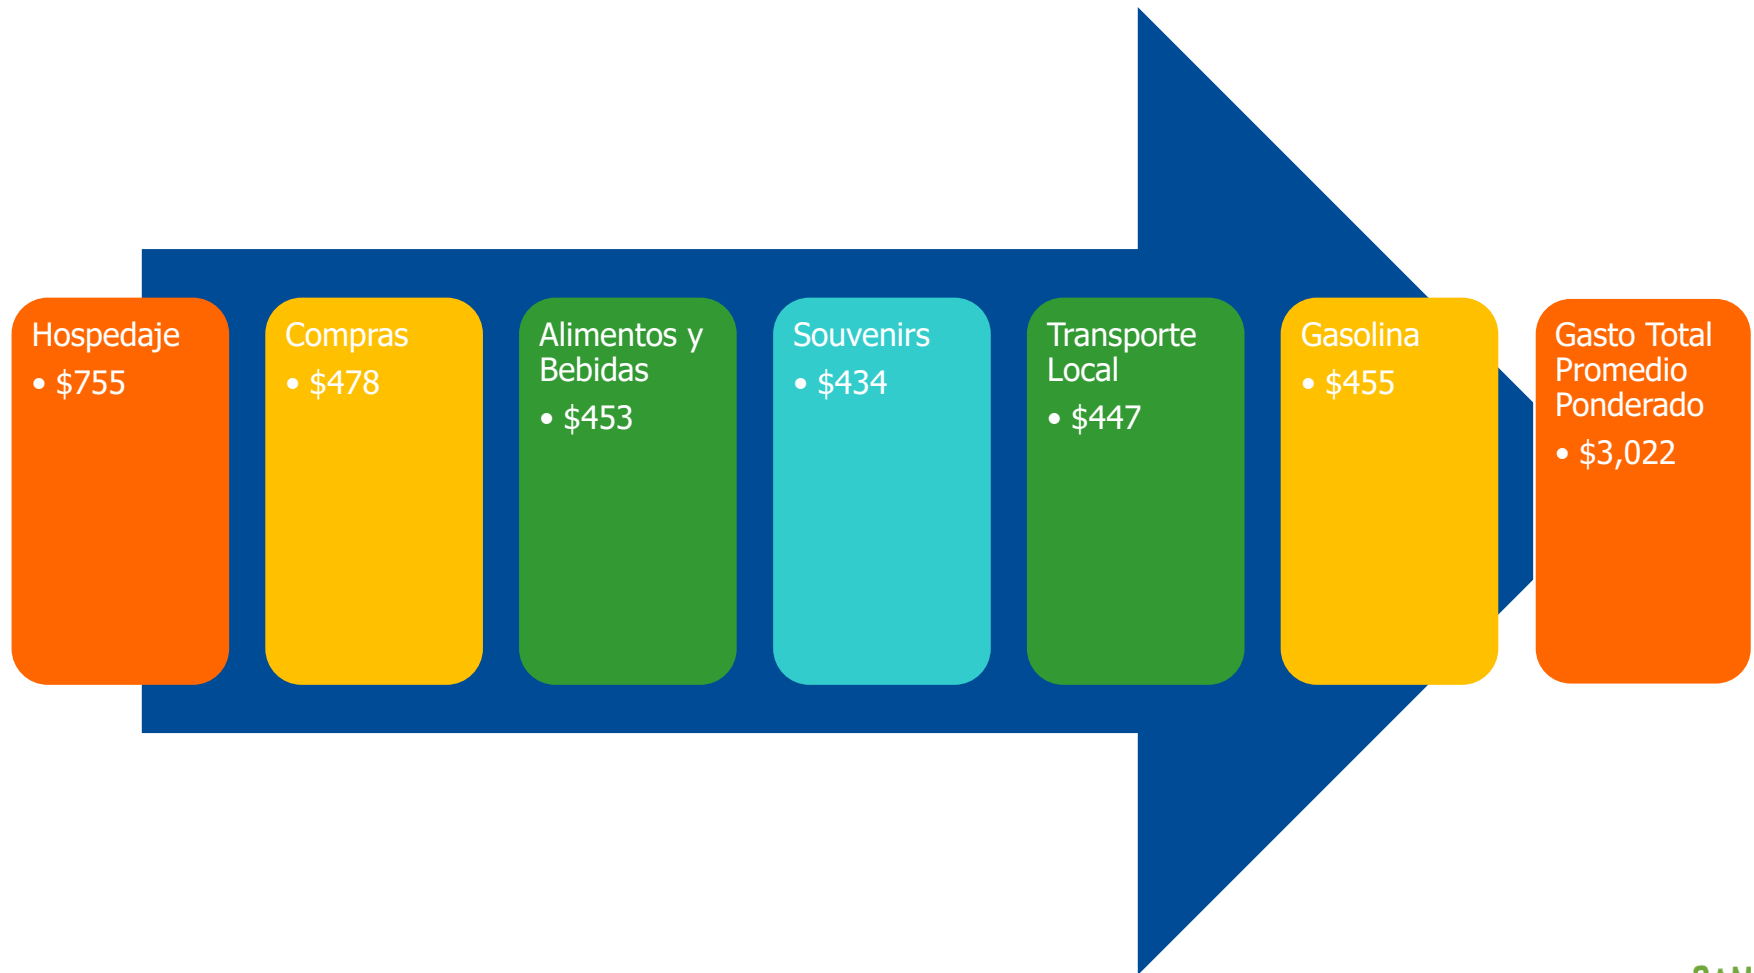 Hospedaje
• $755
Compras
• $478
Alimentos y
Bebidas
• $453
Souvenirs
• $434
Transporte
Local
• $447
Gasolina
• $455
Gasto Total
Promedio
Ponderado
• $3,022